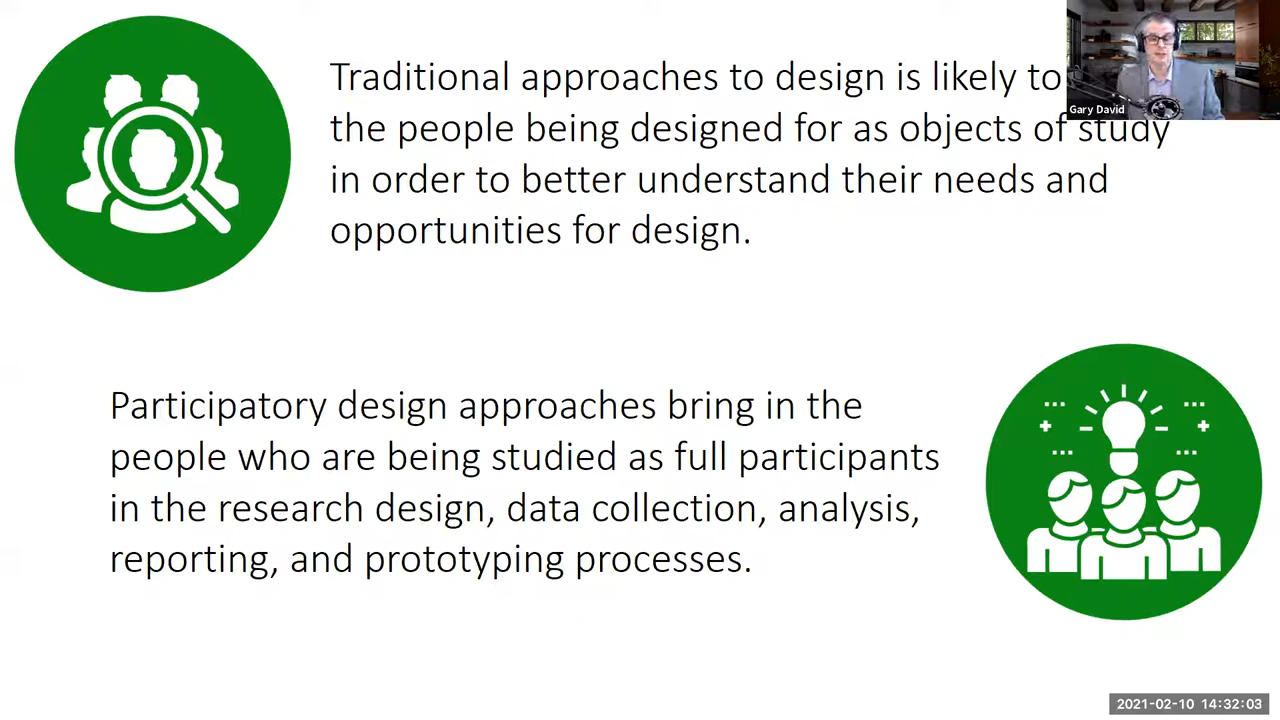 Traditional approaches to design is likely to
the people being designed for as objects of study
in order to better understand their needs and
opportunities for design.
Gary David
Participatory design approaches bring in the
people who are being studied as full participants
in the research design, data collection, analysis,
reporting, and prototyping processes.
2021-02-10 14:32:03